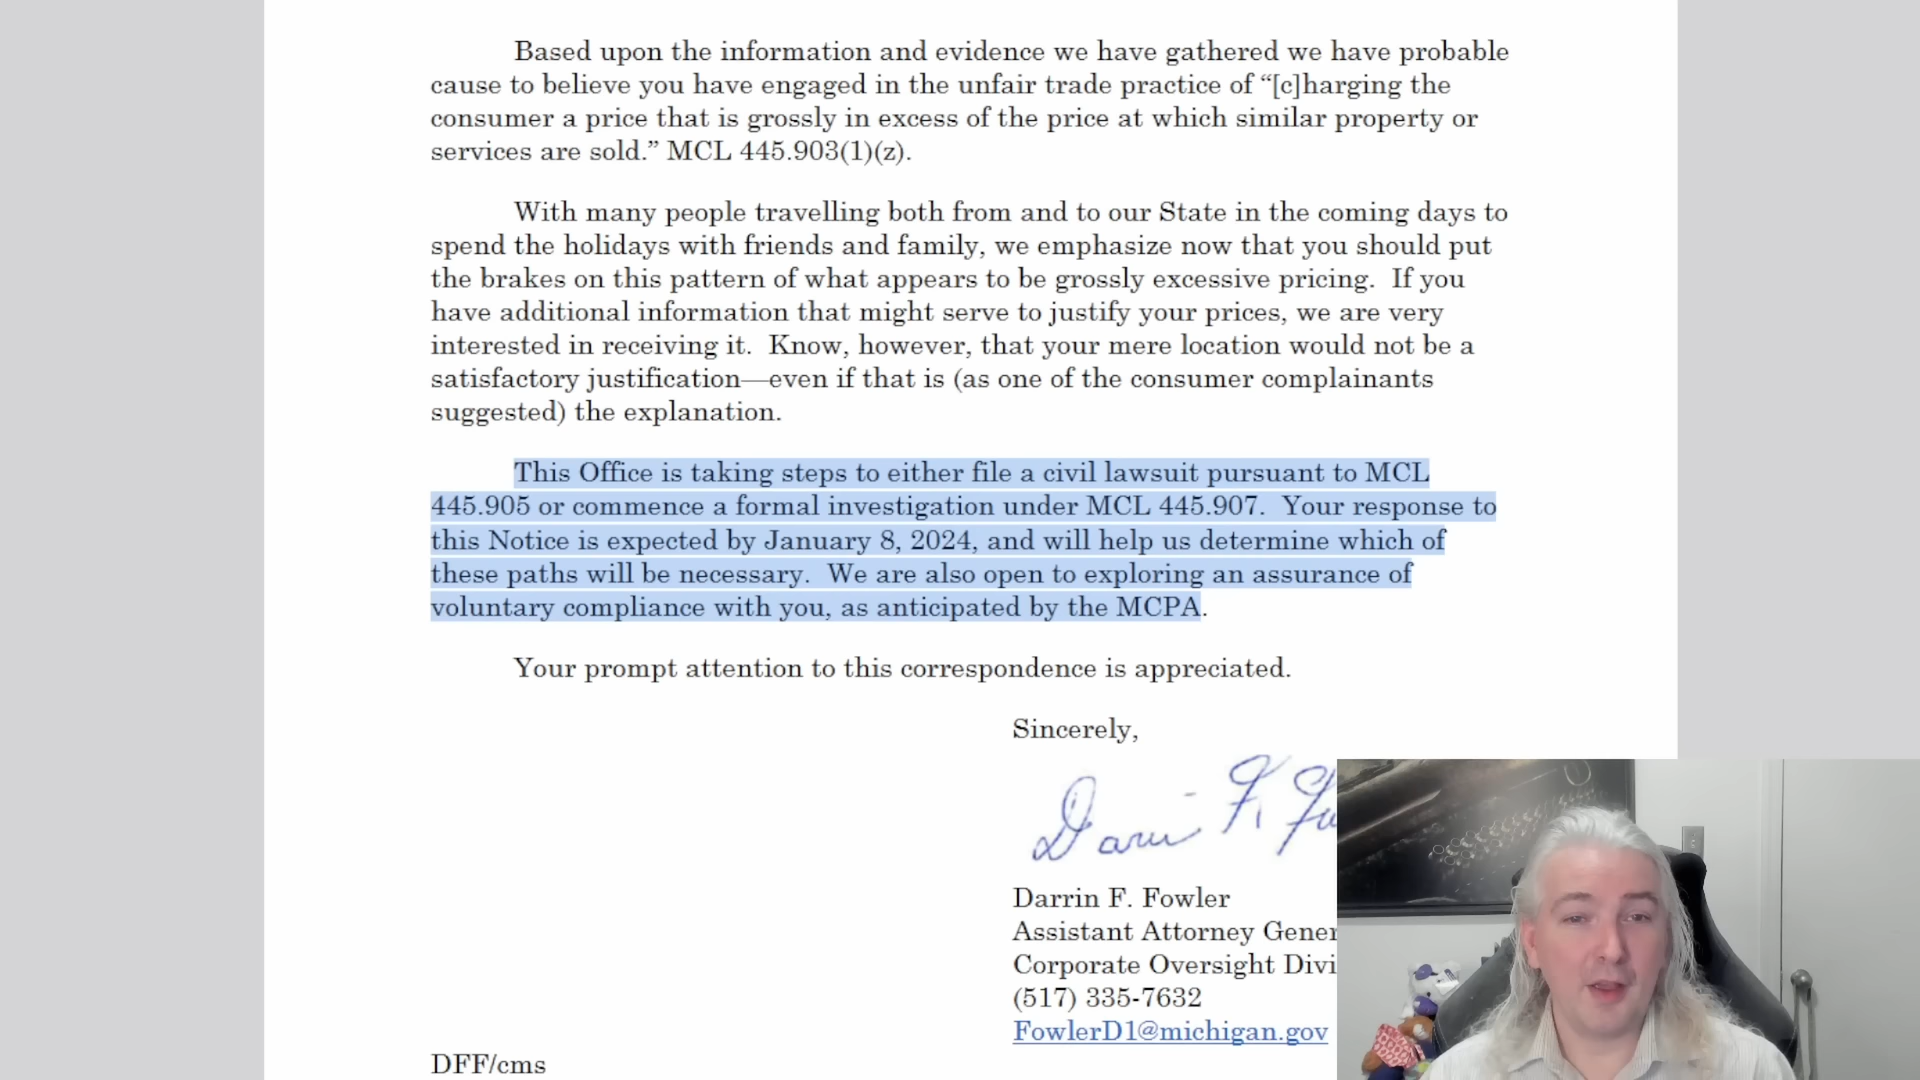 Based upon the information and evidence we have gathered we have probable
cause to believe you have engaged in the unfair trade practice of “[c]harging the
consumer a price that is grossly in excess of the price at which similar property or
services are sold.” MCL 445.903(1)(z).
With many people travelling both from and to our State in the coming days to
spend the holidays with friends and family, we emphasize now that you should put
the brakes on this pattern of what appears to be grossly excessive pricing.  If you
have additional information that might serve to justify your prices, we are very
interested in receiving it.  Know, however, that your mere location would not be a
satisfactory justification—even if that is (as one of the consumer complainants
suggested) the explanation.
This Office is taking steps to either file a civil lawsuit pursuant to MCL
445.905 or commence a formal investigation under MCL 445.907.  Your response to
this Notice is expected by January 8, 2024, and will help us determine which of
these paths will be necessary.  We are also open to exploring an assurance of
voluntary compliance with you, as anticipated by the MCPA.
Your prompt attention to this correspondence is appreciated.
Sincerely,
Darrin F. Fowler
Assistant Attorney Gener
Corporate Oversight Divi
(517) 335-7632
FowlerD1@michigan.gov
DFF/cms